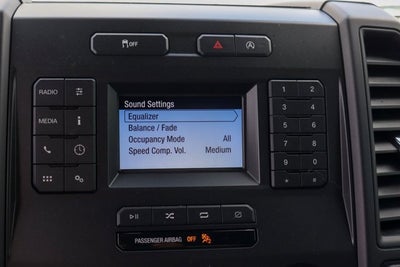 OFF
RADIO
MEDIA
i
Sound Settings
Equalizer
Balance / Fade
Occupancy Mode All
Speed Comp. Vol. Medium
1 2
3 4
5 6
7 8
9 0
* #
PASSENGER AIRBAG OFF